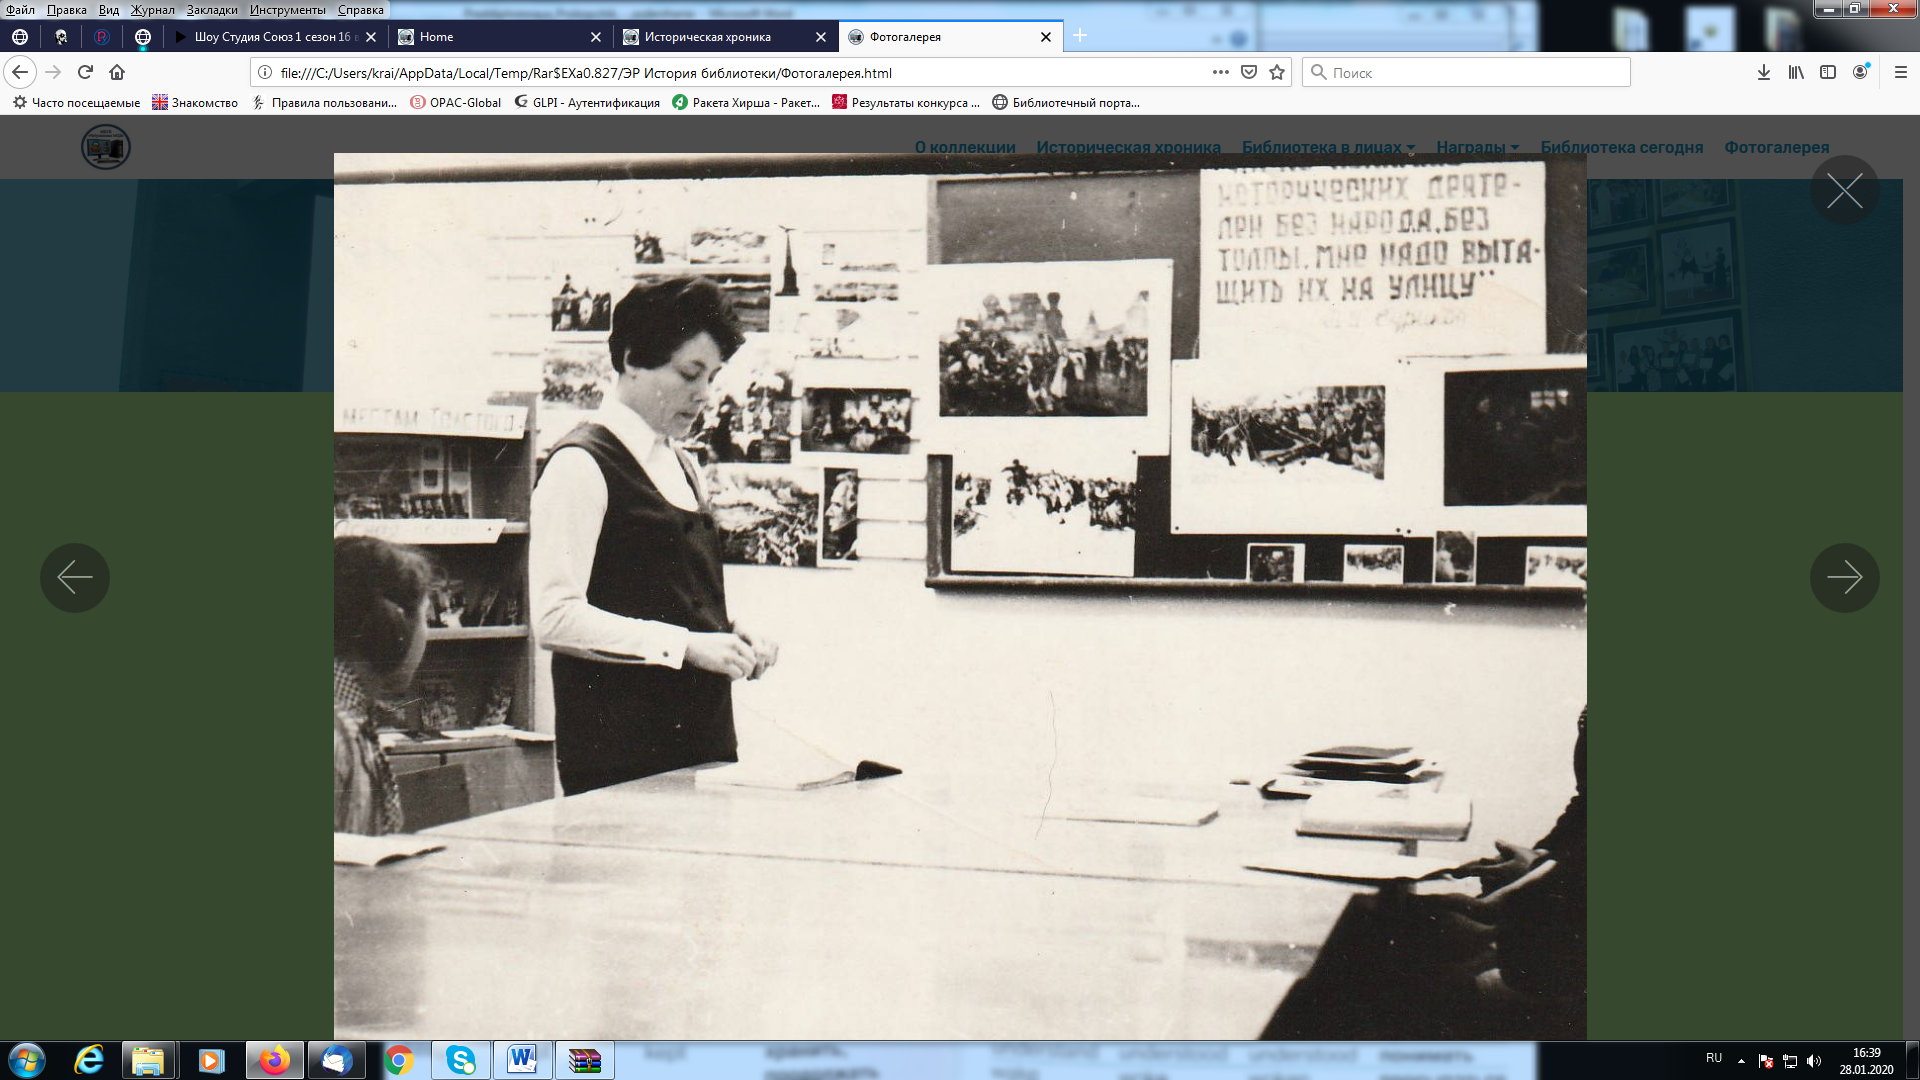 Файл Правка Вид Журнал Закладки Инструменты Справка
Шоу Студия Союз 1 сезон 16 в
Home
Историческая хроника
Фотогалерея
file:///C:/Users/krai/AppData/Local/Temp/Rar$EXa0.827/ЭР История библиотеки/Фотогалерея.html
Поиск
Часто посещаемые
Знакомство
Правила пользовани...
OPAC-Global
GLPI - Аутентификация
Ракета Хирша - Ракет...
Результаты конкурса ...
Библиотечный порта...
О коллекции Историческая хроника Библиотека в лицах Награды Библиотека сегодня Фотогалерея
исторических деяте-
лей без народа, без
толпы. Мне надо выта-
щить их на улицу"
местам Толстого
RU
16:39
28.01.2020